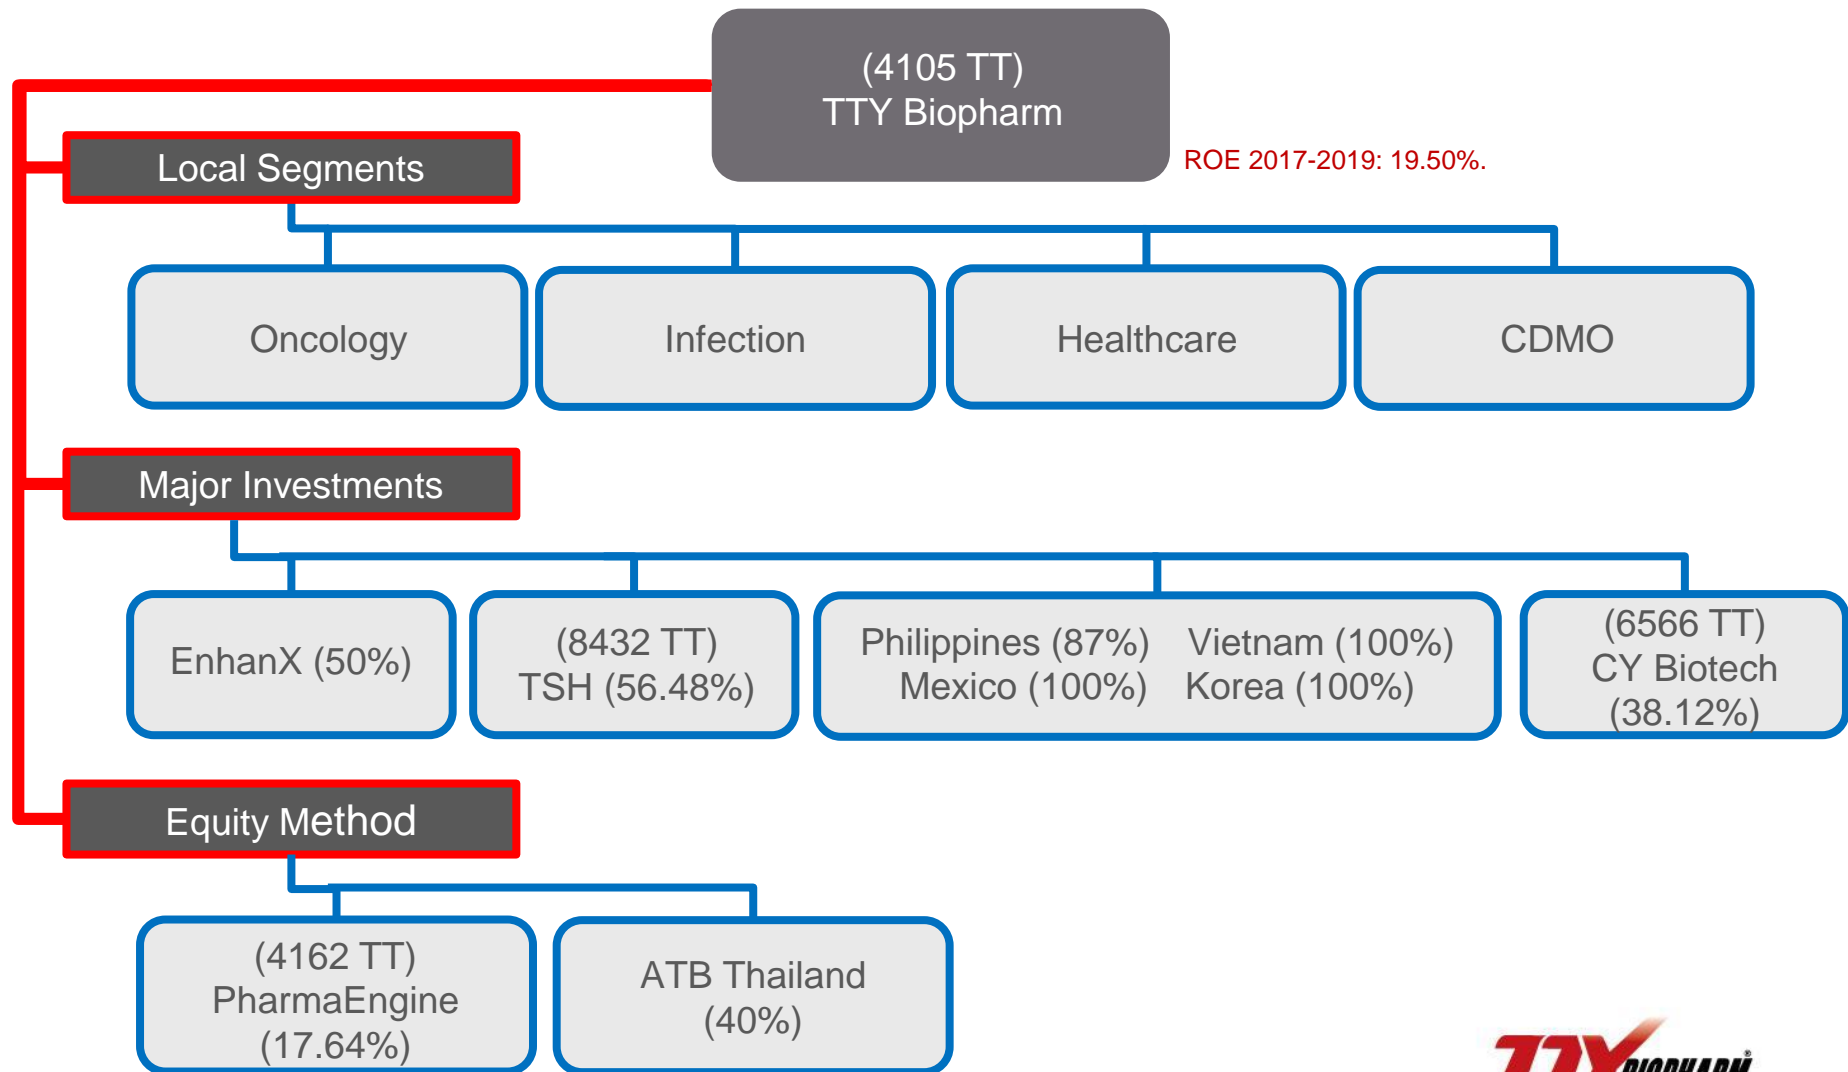 (4105 TT)
TTY Biopharm
ROE 2017-2019: 19.50%.
Local Segments
Oncology
Infection
Healthcare
CDMO
Major Investments
EnhanX (50%)
(8432 TT)
TSH (56.48%)
Philippines (87%) Vietnam (100%)
Mexico (100%) Korea (100%)
(6566 TT)
CY Biotech
(38.12%)
Equity Method
(4162 TT)
PharmaEngine
(17.64%)
ATB Thailand
(40%)
TTY BIOPHARM®